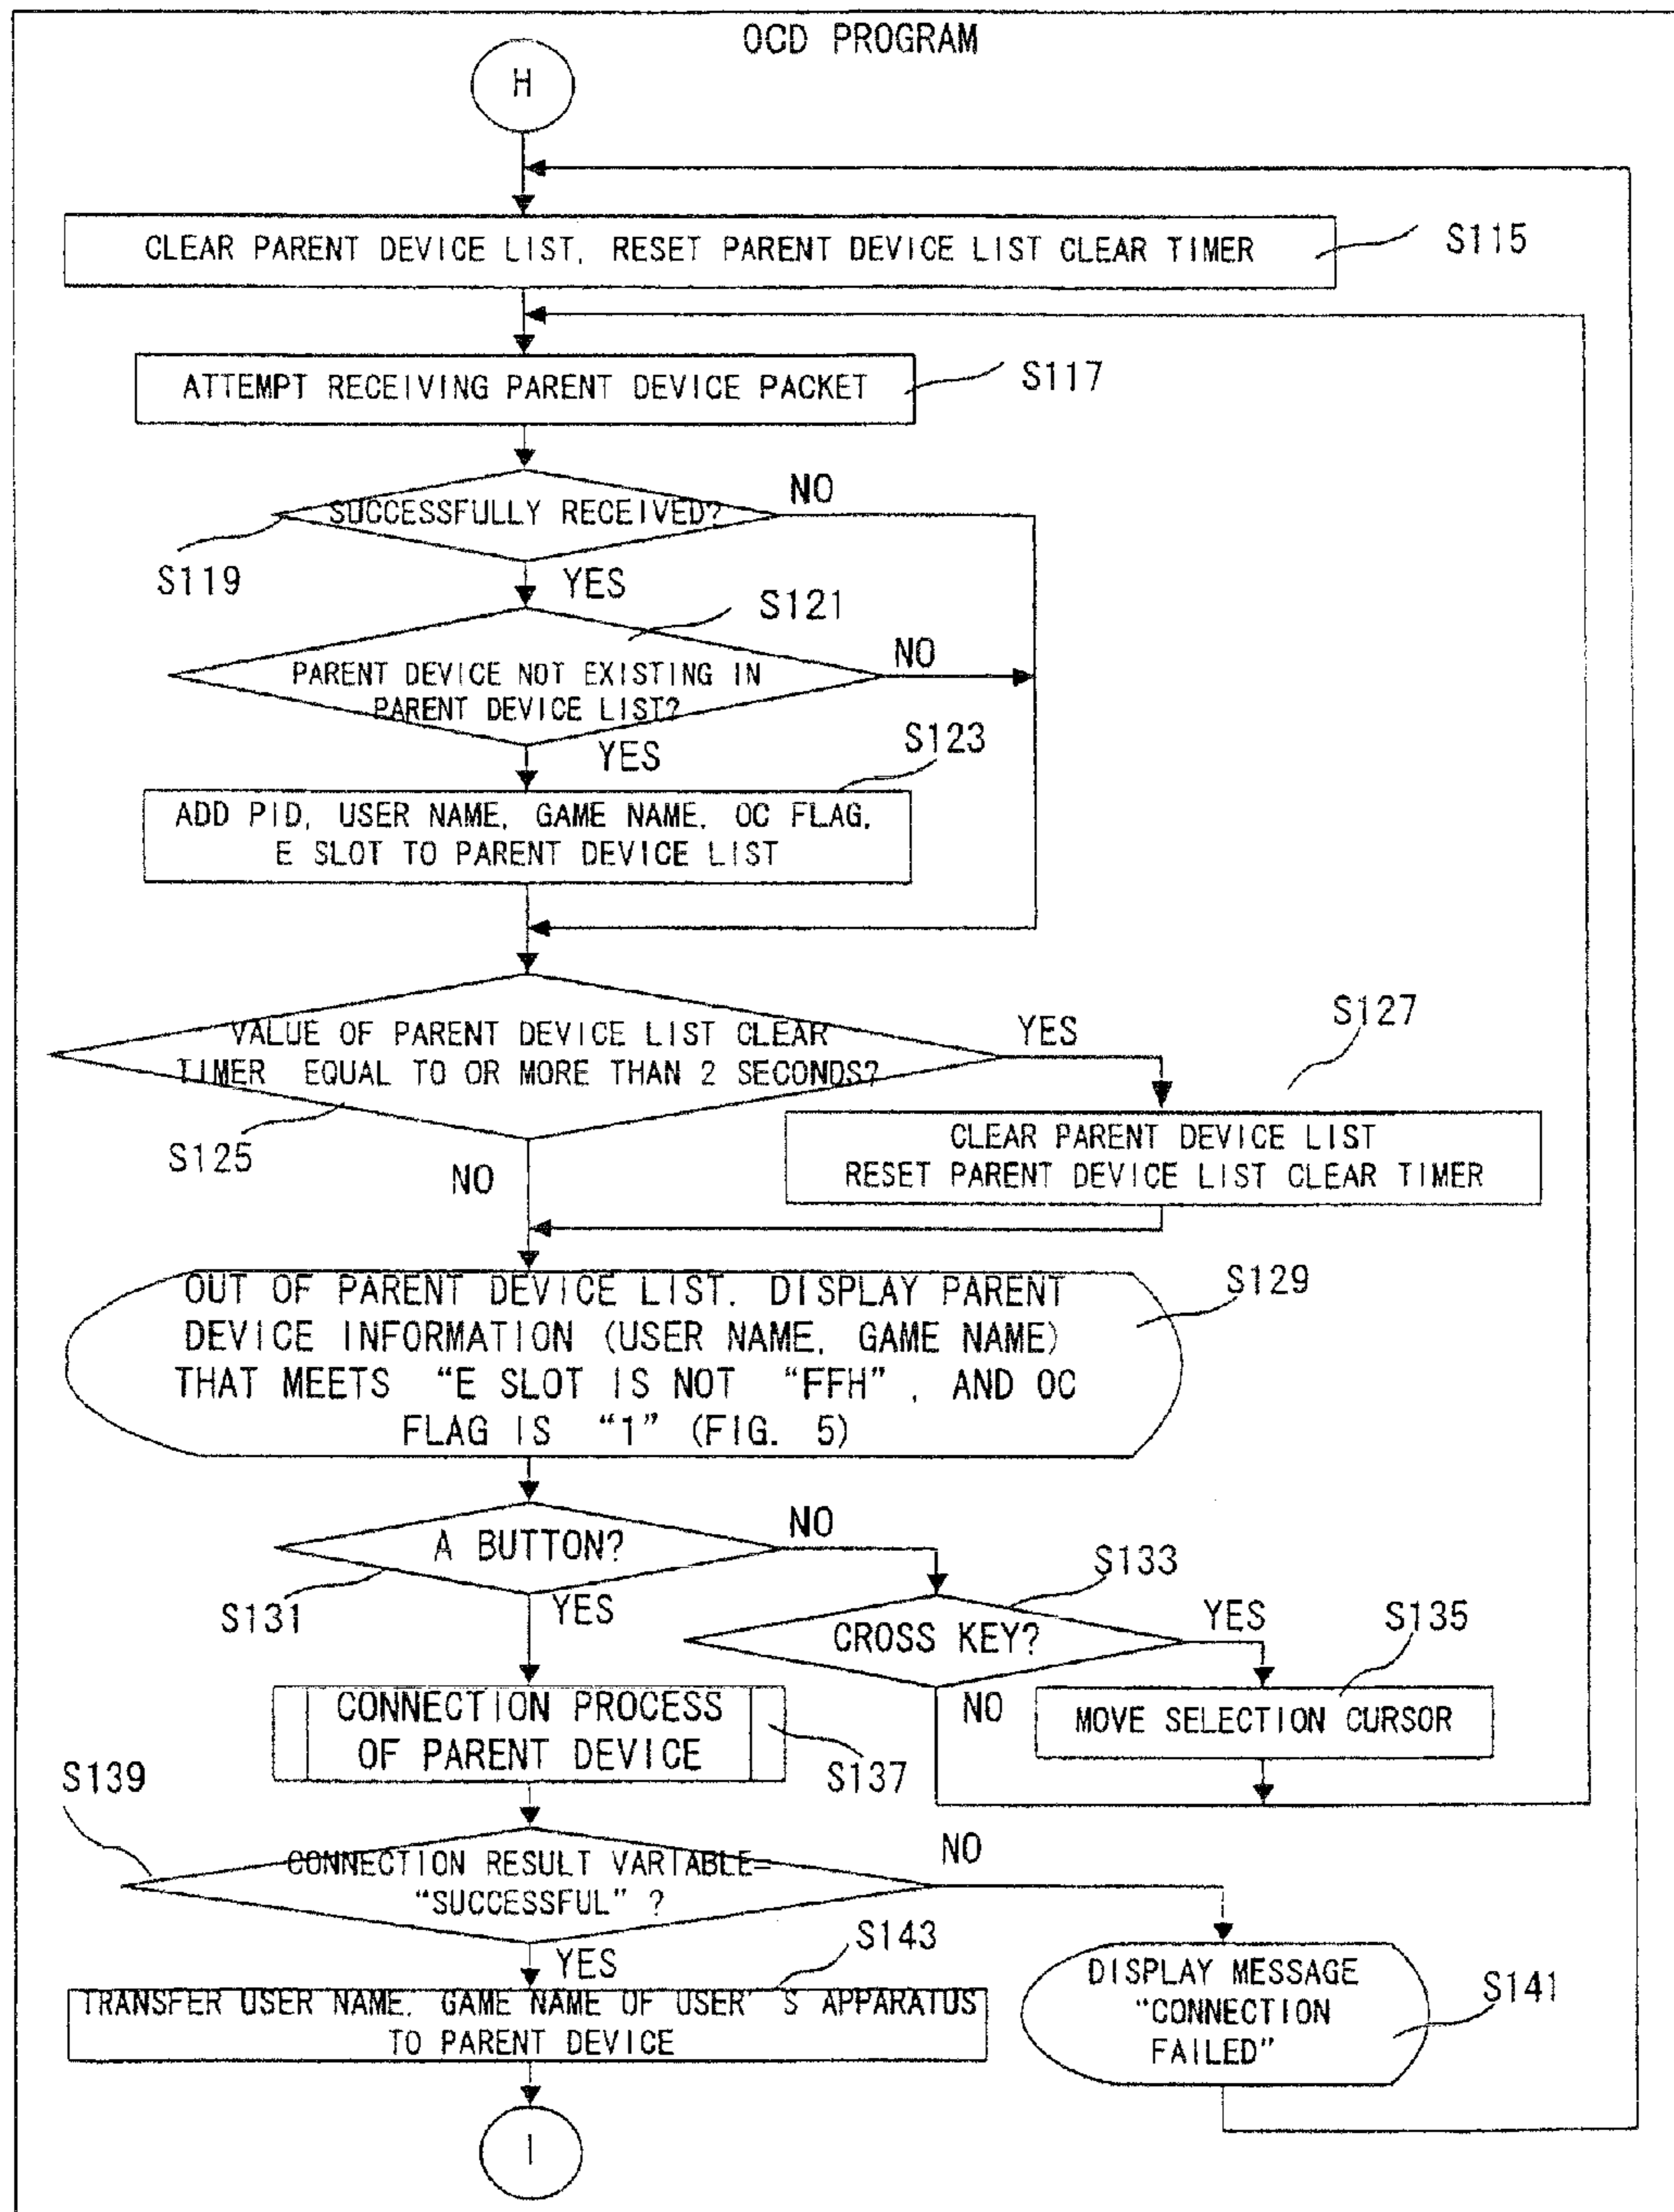 OCD PROGRAM
H
CLEAR PARENT DEVICE LIST, RESET PARENT DEVICE LIST CLEAR TIMER
S115
ATTEMPT RECEIVING PARENT DEVICE PACKET
S117
SUCCESSFULLY RECEIVED?
NO
S119
YES
S121
PARENT DEVICE NOT EXISTING IN
PARENT DEVICE LIST?
NO
YES
S123
ADD PID, USER NAME, GAME NAME, OC FLAG,
E SLOT TO PARENT DEVICE LIST
VALUE OF PARENT DEVICE LIST CLEAR
TIMER EQUAL TO OR MORE THAN 2 SECONDS?
YES
S127
S125
NO
CLEAR PARENT DEVICE LIST
RESET PARENT DEVICE LIST CLEAR TIMER
OUT OF PARENT DEVICE LIST, DISPLAY PARENT
DEVICE INFORMATION (USER NAME, GAME NAME)
THAT MEETS “E SLOT IS NOT “FFH”, AND OC
FLAG IS “1” (FIG. 5)
S129
A BUTTON?
NO
S131
YES
S133
CROSS KEY?
YES
S135
NO
MOVE SELECTION CURSOR
CONNECTION PROCESS
OF PARENT DEVICE
S137
S139
CONNECTION RESULT VARIABLE=
“SUCCESSFUL” ?
NO
YES
S143
TRANSFER USER NAME, GAME NAME OF USER'S APPARATUS
TO PARENT DEVICE
DISPLAY MESSAGE
“CONNECTION
FAILED”
S141
I